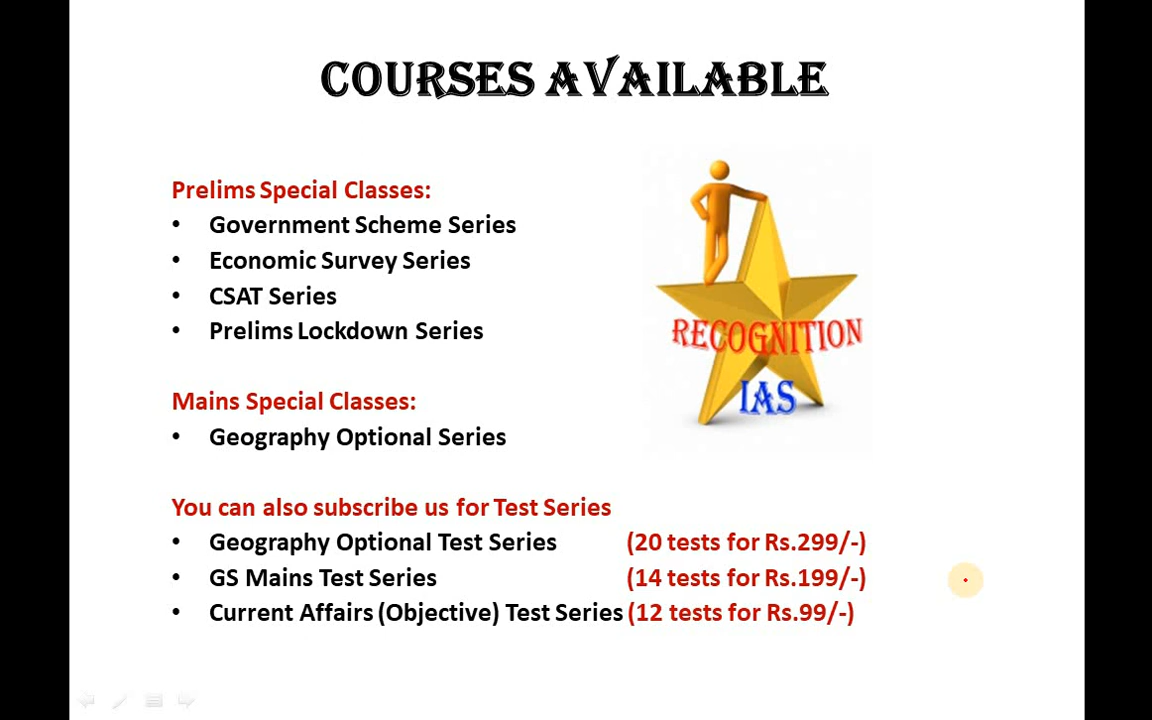 COURSES AVAILABLE
Prelims Special Classes:
• Government Scheme Series
• Economic Survey Series
• CSAT Series
• Prelims Lockdown Series
RECOGNITION
IAS
Mains Special Classes:
• Geography Optional Series
You can also subscribe us for Test Series
• Geography Optional Test Series (20 tests for Rs.299/-)
• GS Mains Test Series (14 tests for Rs.199/-)
• Current Affairs (Objective) Test Series (12 tests for Rs.99/-)